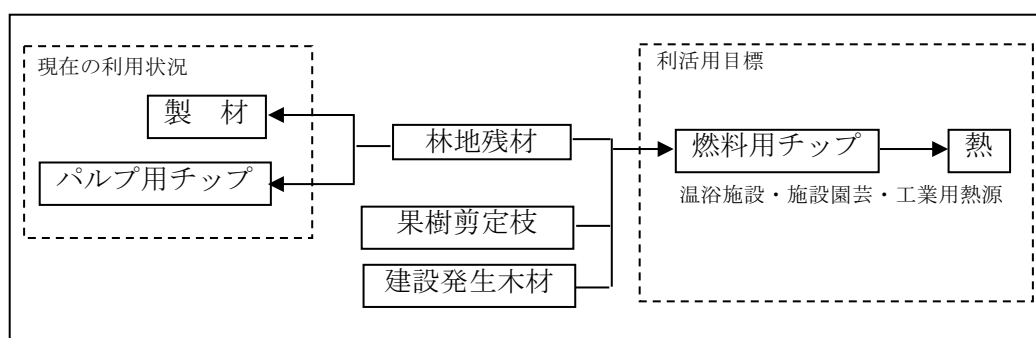 現在の利用状況
製　材
パルプ用チップ
林地残材
果樹剪定枝
建設発生木材
利活用目標
燃料用チップ
熱
温浴施設・施設園芸・工業用熱源